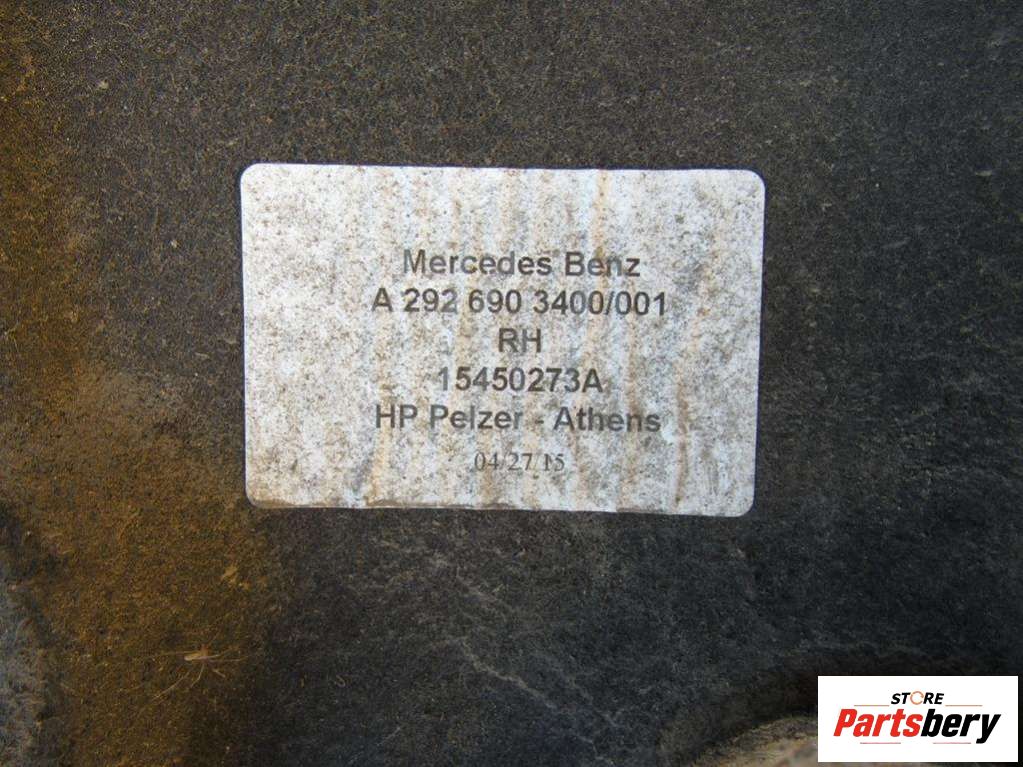 Mercedes Benz
A 292 690 3400/001
RH
15450273A
HP Pelzer - Athens
04/27/15
STORE
Partsbery